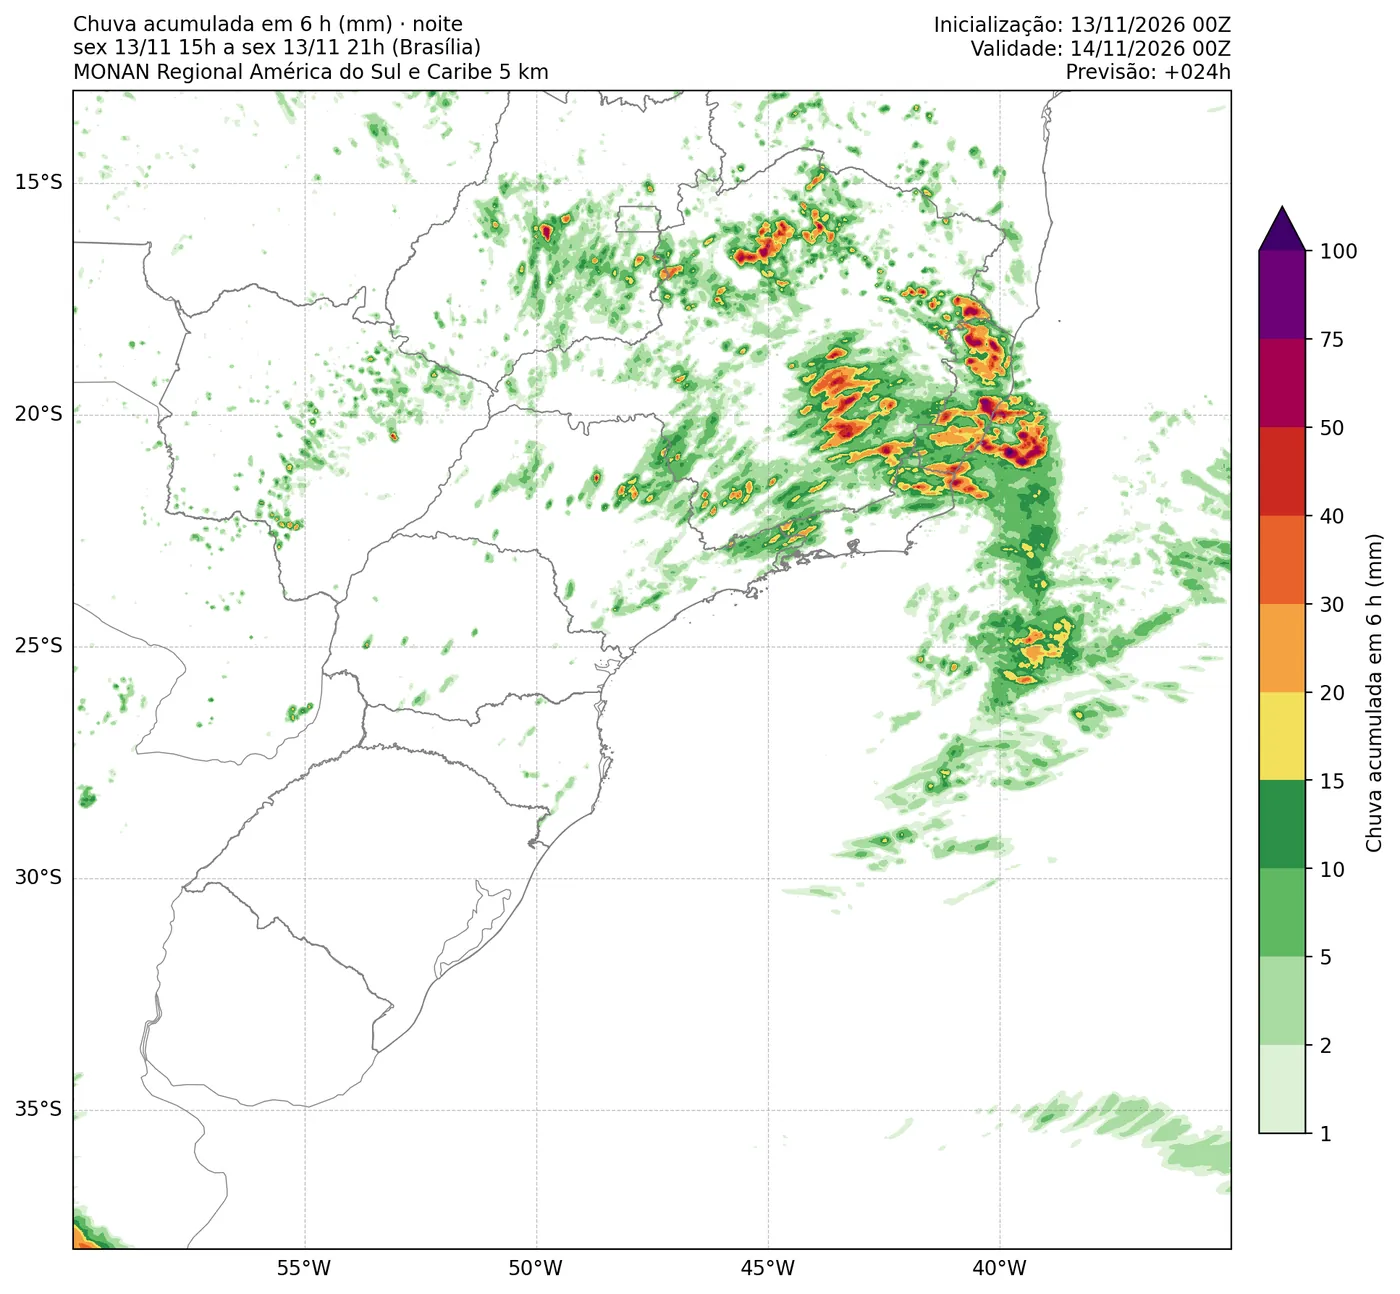 Chuva acumulada em 6 h (mm) · noite
sex 13/11 15h a sex 13/11 21h (Brasília)
MONAN Regional América do Sul e Caribe 5 km
Inicialização: 13/11/2026 00Z
Validade: 14/11/2026 00Z
Previsão: +024h
15°S
20°S
25°S
30°S
35°S
55°W
50°W
45°W
40°W
100
75
50
40
30
20
15
10
5
2
1
Chuva acumulada em 6 h (mm)